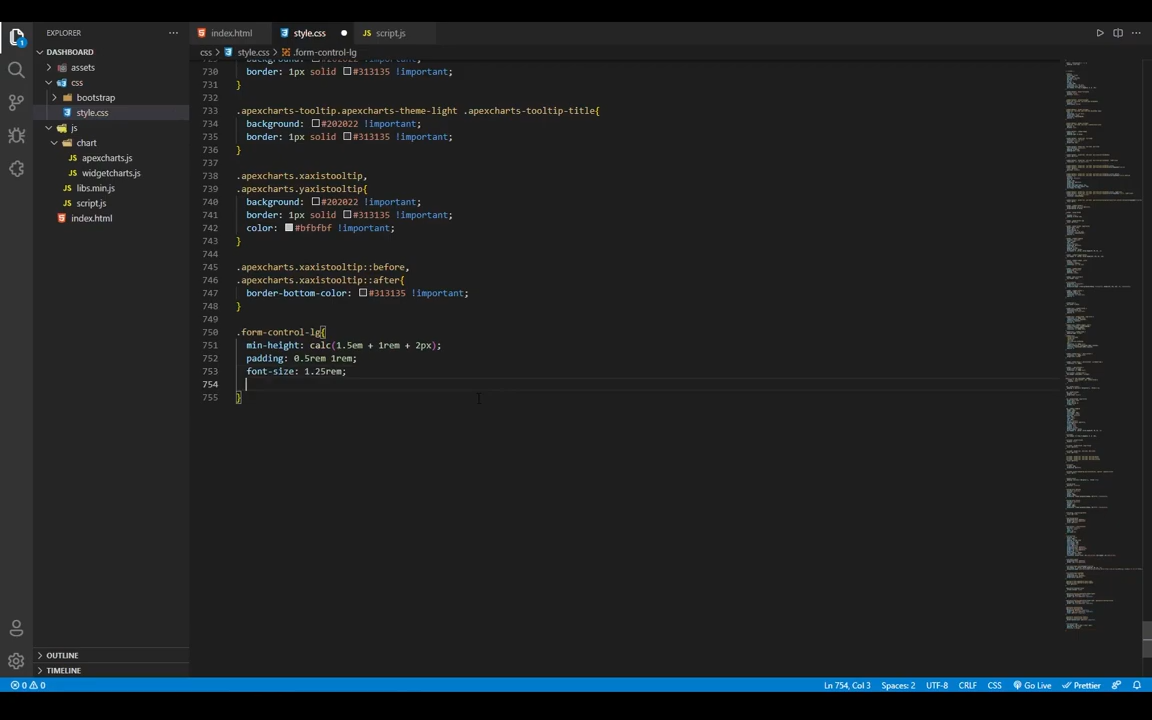 EXPLORER
index.html
style.css
script.js
DASHBOARD
css > style.css > .form-control-lg
assets
css
bootstrap
style.css
js
chart
apexcharts.js
widgetcharts.js
libs.min.js
script.js
index.html
730 border: 1px solid #313135 !important;
731 }
732
733 .apexcharts-tooltip.apexcharts-theme-light .apexcharts-tooltip-title{
734 background: #202022 !important;
735 border: 1px solid #313135 !important;
736 }
737
738 .apexcharts.xaxistooltip,
739 .apexcharts.yaxistooltip{
740 background: #202022 !important;
741 border: 1px solid #313135 !important;
742 color: #bfbfbf !important;
743 }
744
745 .apexcharts.xaxistooltip::before,
746 .apexcharts.xaxistooltip::after{
747 border-bottom-color: #313135 !important;
748 }
749
750 .form-control-lg{
751 min-height: calc(1.5em + 1rem + 2px);
752 padding: 0.5rem 1rem;
753 font-size: 1.25rem;
754
755 }
OUTLINE
TIMELINE
0 0 Ln 754, Col 3 Spaces: 2 UTF-8 CRLF CSS Go Live Prettier